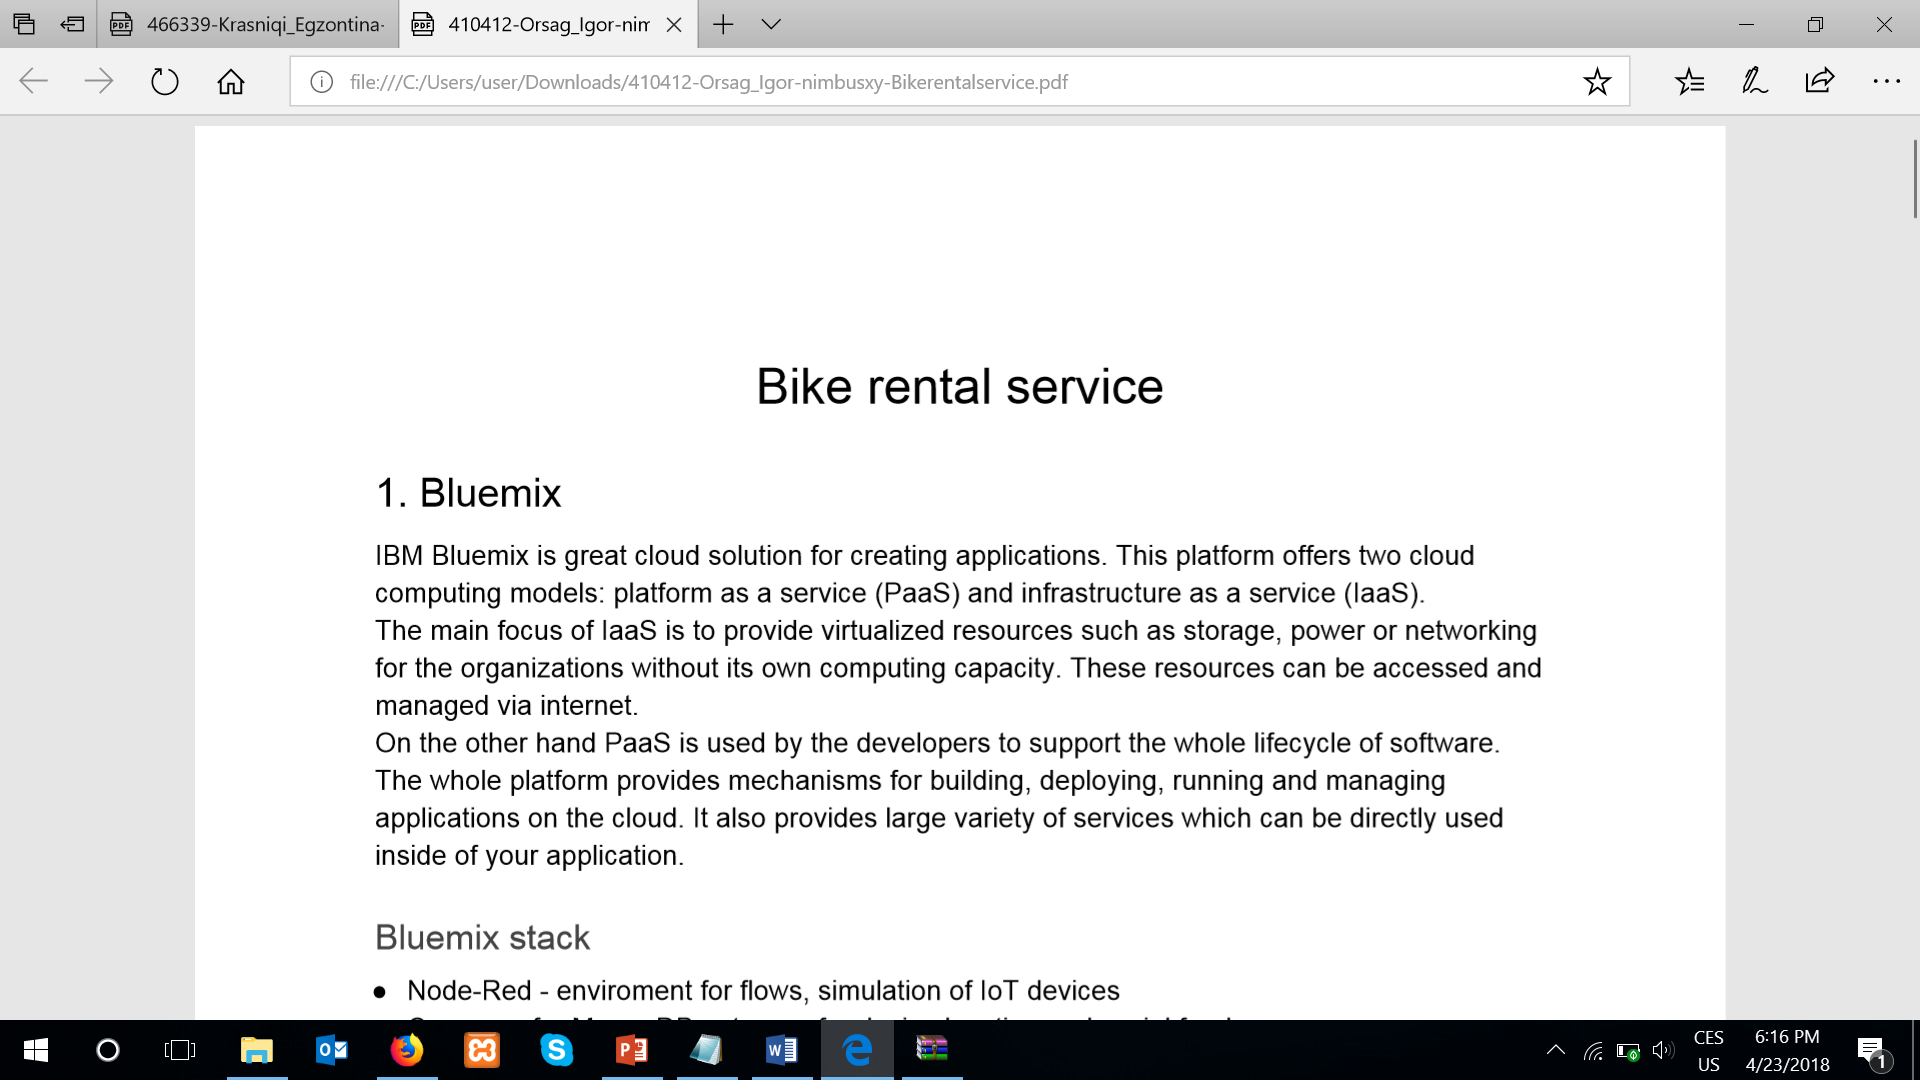 466339-Krasniqi_Egzontina-
410412-Orsag_Igor-nim
file:///C:/Users/user/Downloads/410412-Orsag_Igor-nimbusxy-Bikerentalservice.pdf
Bike rental service
1. Bluemix
IBM Bluemix is great cloud solution for creating applications. This platform offers two cloud
computing models: platform as a service (PaaS) and infrastructure as a service (IaaS).
The main focus of IaaS is to provide virtualized resources such as storage, power or networking
for the organizations without its own computing capacity. These resources can be accessed and
managed via internet.
On the other hand PaaS is used by the developers to support the whole lifecycle of software.
The whole platform provides mechanisms for building, deploying, running and managing
applications on the cloud. It also provides large variety of services which can be directly used
inside of your application.
Bluemix stack
● Node-Red - enviroment for flows, simulation of IoT devices
CES 6:16 PM
US 4/23/2018
1